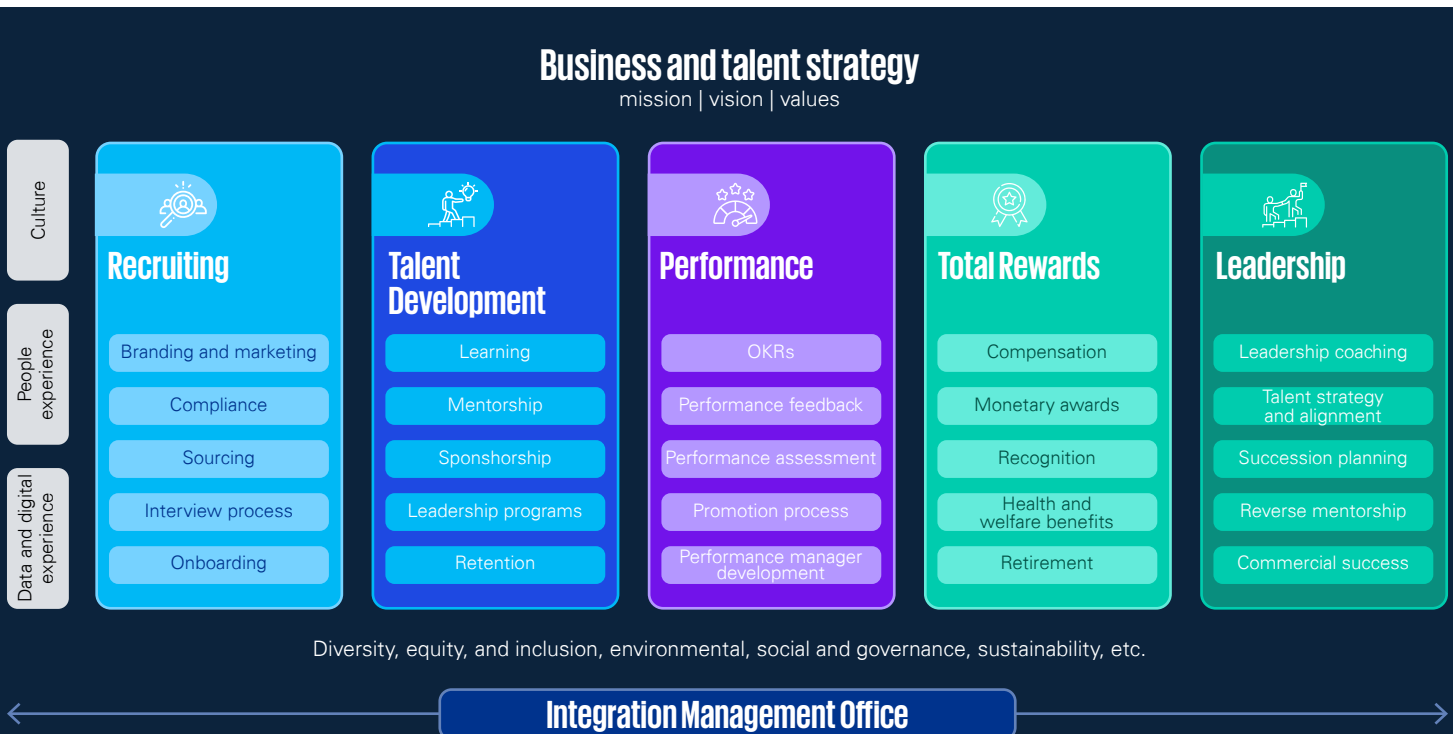 Business and talent strategy
mission | vision | values
Culture
People
experience
Data and digital
experience
Recruiting
Branding and marketing
Compliance
Sourcing
Interview process
Onboarding
Talent
Development
Learning
Mentorship
Sponshorship
Leadership programs
Retention
Performance
OKRs
Performance feedback
Performance assessment
Promotion process
Performance manager
development
Total Rewards
Compensation
Monetary awards
Recognition
Health and
welfare benefits
Retirement
Leadership
Leadership coaching
Talent strategy
and alignment
Succession planning
Reverse mentorship
Commercial success
Diversity, equity, and inclusion, environmental, social and governance, sustainability, etc.
Integration Management Office